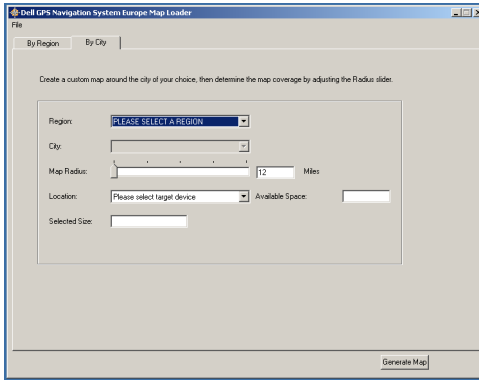 Dell GPS Navigation System Europe Map Loader
File
By Region By City
Create a custom map around the city of your choice, then determine the map coverage by adjusting the Radius slider.
Region: PLEASE SELECT A REGION
City:
Map Radius: 12 Miles
Location: Please select target device Available Space:
Selected Size:
Generate Map